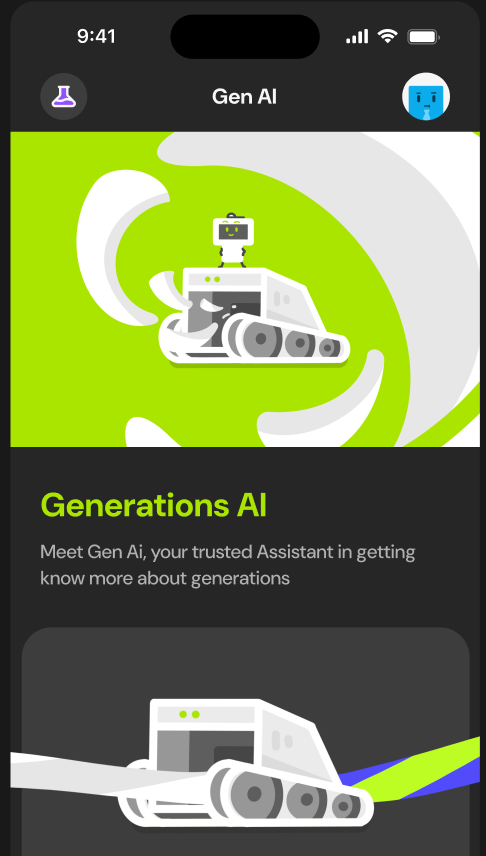 9:41
Gen AI
Generations AI
Meet Gen Ai, your trusted Assistant in getting
know more about generations